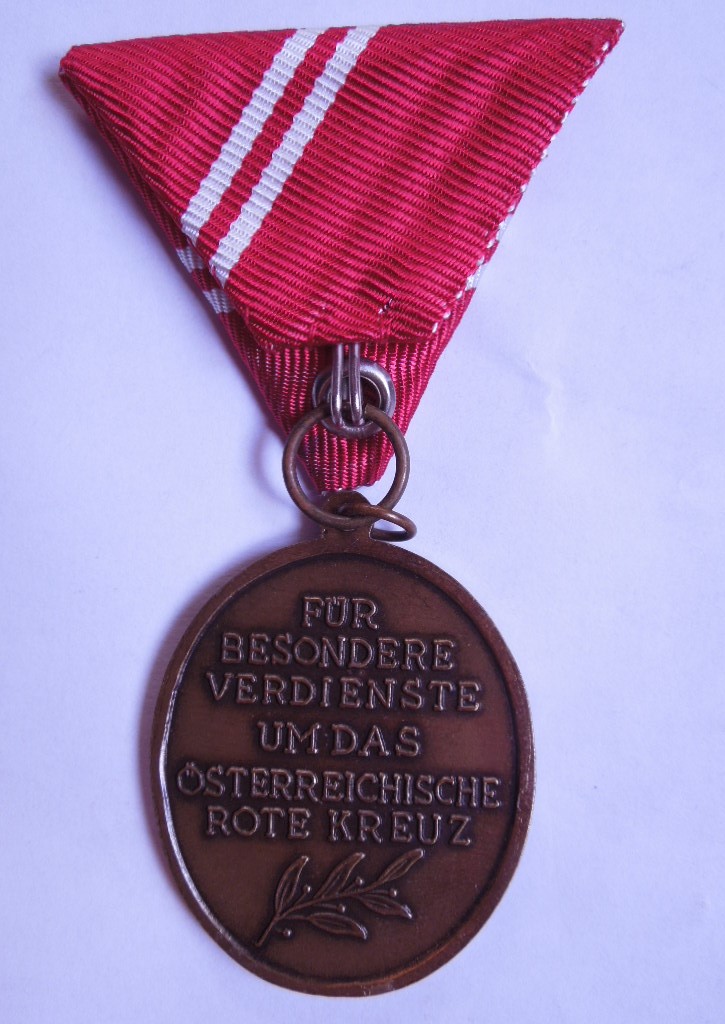 FÜR
BESONDERE
VERDIENSTE
UM DAS
ÖSTERREICHISCHE
ROTE KREUZ